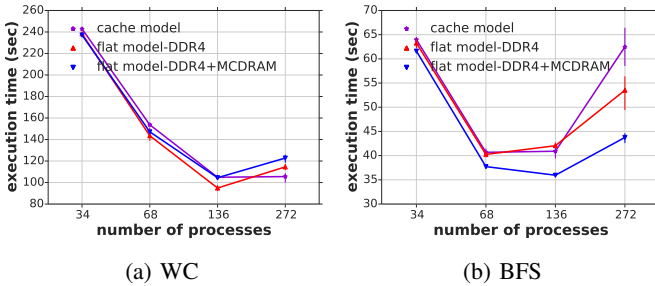 execution time (sec)
260
240
220
200
180
160
140
120
100
80
cache model
flat model-DDR4
flat model-DDR4+MCDRAM
34
68
136
272
number of processes
(a) WC
execution time (sec)
70
65
60
55
50
45
40
35
30
cache model
flat model-DDR4
flat model-DDR4+MCDRAM
34
68
136
272
number of processes
(b) BFS